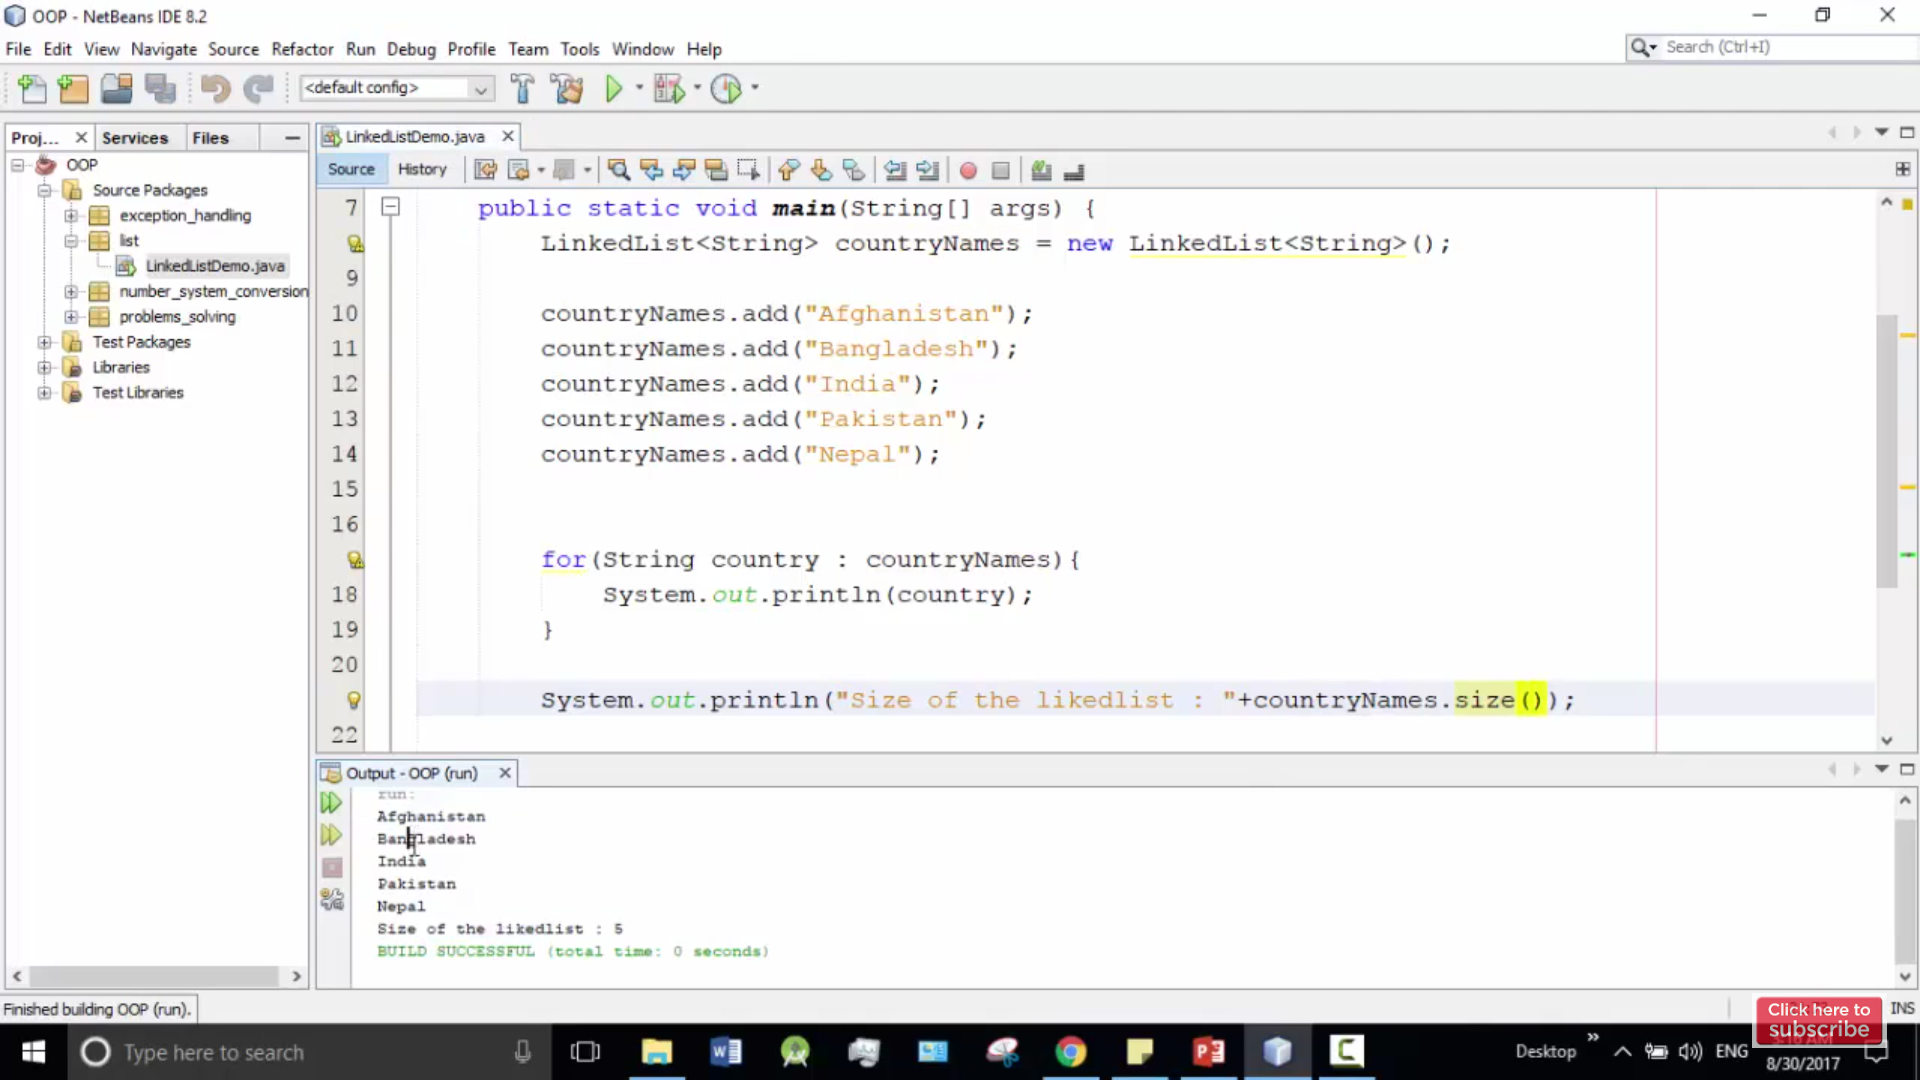 OOP - NetBeans IDE 8.2
File Edit View Navigate Source Refactor Run Debug Profile Team Tools Window Help
Search (Ctrl+I)
<default config>
Proj... Services Files
LinkedListDemo.java
Source History
OOP
Source Packages
exception_handling
list
LinkedListDemo.java
number_system_conversion
problems_solving
Test Packages
Libraries
Test Libraries
7 public static void main(String[] args) {
LinkedList<String> countryNames = new LinkedList<String>();
9
10 countryNames.add("Afghanistan");
11 countryNames.add("Bangladesh");
12 countryNames.add("India");
13 countryNames.add("Pakistan");
14 countryNames.add("Nepal");
15
16
for(String country : countryNames){
18 System.out.println(country);
19 }
20
System.out.println("Size of the likedlist : "+countryNames.size());
22
Output - OOP (run)
run:
Afghanistan
Bangladesh
India
Pakistan
Nepal
Size of the likedlist : 5
BUILD SUCCESSFUL (total time: 0 seconds)
Finished building OOP (run).
INS
Click here to
subscribe
Type here to search
Desktop
ENG
8/30/2017